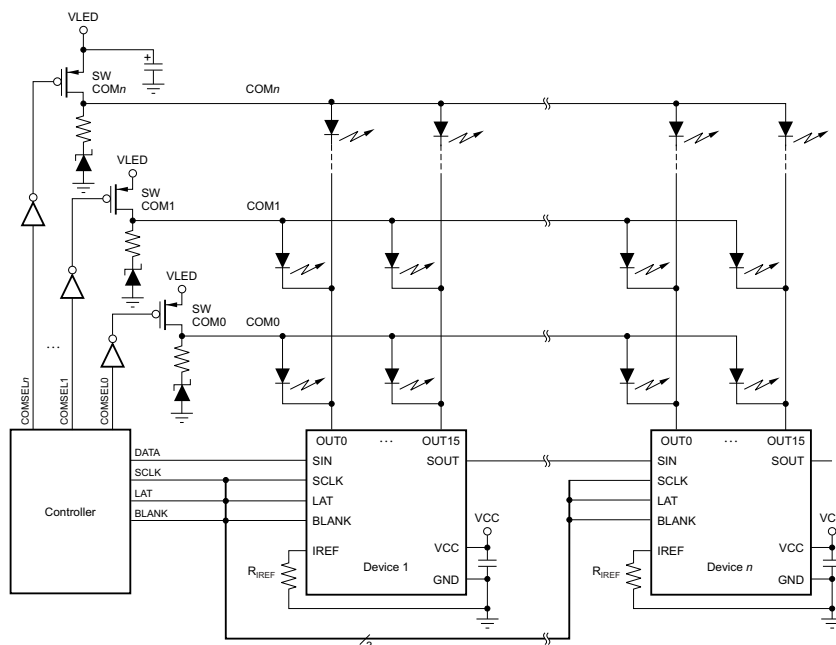 VLED
SW
COMn
COMn
VLED
SW
COM1
COM1
VLED
SW
COM0
COM0
...
COMSELn
COMSEL1
COMSEL0
Controller
DATA
SCLK
LAT
BLANK
OUT0 ... OUT15
SIN
SOUT
SCLK
LAT
BLANK
IREF
VCC
GND
Device 1
RIREF
VCC
OUT0 ... OUT15
SIN
SOUT
SCLK
LAT
BLANK
IREF
VCC
GND
Device n
RIREF